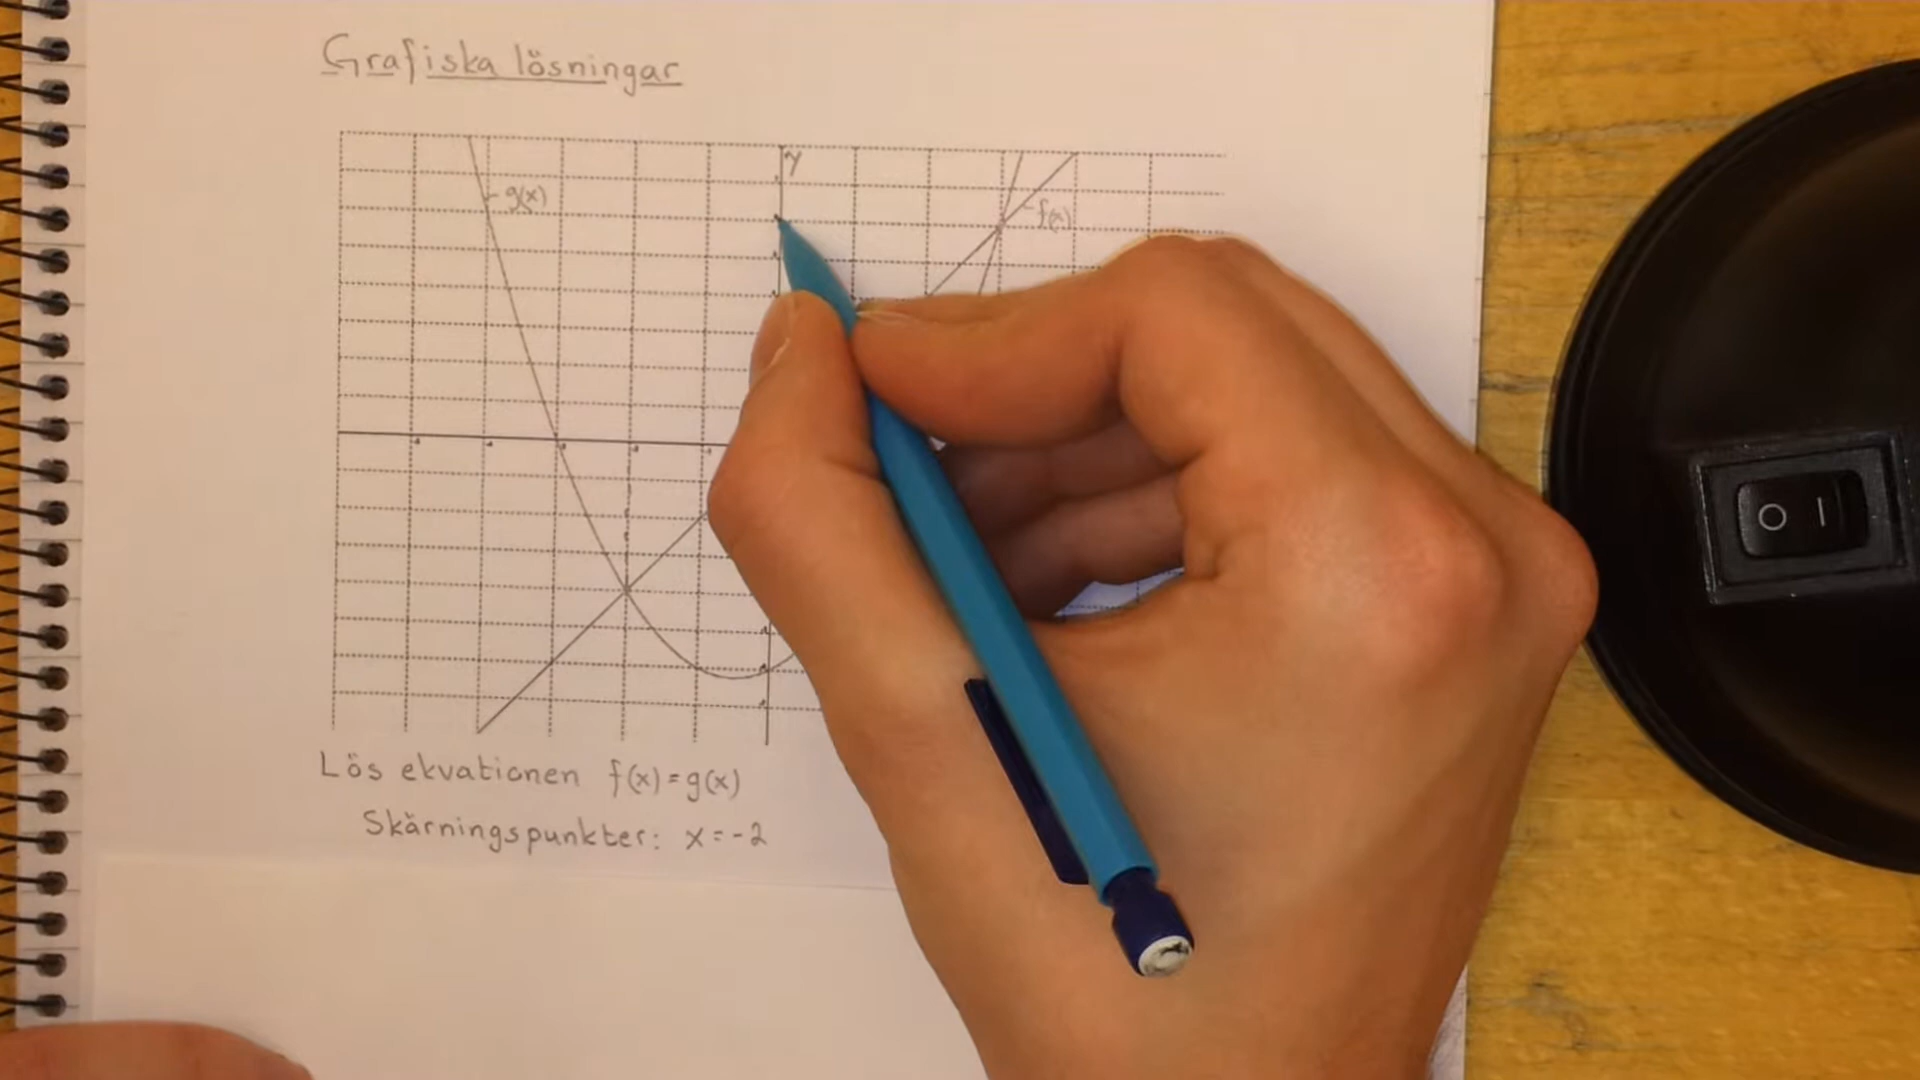 Grafiska lösningar
y
g(x)
f(x)
Lös ekvationen f(x)=g(x)
Skärningspunkter: x=-2
O I